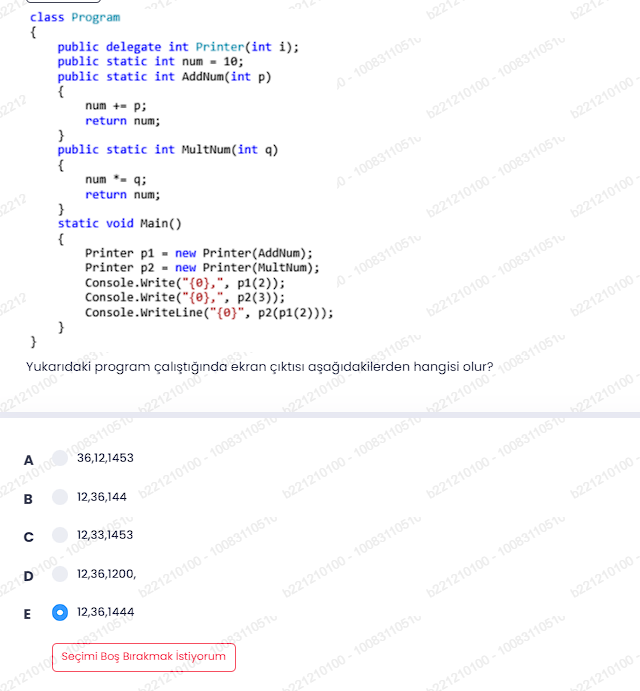 class Program
{
public delegate int Printer(int i);
public static int num = 10;
public static int AddNum(int p)
{
num += p;
return num;
}
public static int MultNum(int q)
{
num *= q;
return num;
}
static void Main()
{
Printer p1 = new Printer(AddNum);
Printer p2 = new Printer(MultNum);
Console.Write("{0},", p1(2));
Console.Write("{0},", p2(3));
Console.WriteLine("{0}", p2(p1(2)));
}
}
Yukarıdaki program çalıştığında ekran çıktısı aşağıdakilerden hangisi olur?
A 36,12,1453
B 12,36,144
C 12,33,1453
D 12,36,1200,
E 12,36,1444
Seçimi Boş Bırakmak İstiyorum